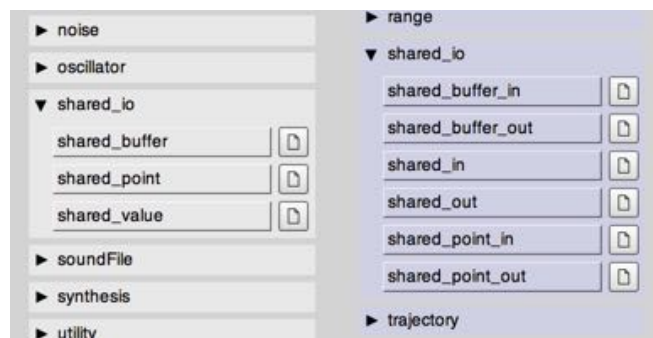 noise
oscillator
shared_io
shared_buffer
shared_point
shared_value
soundFile
synthesis
utility
range
shared_io
shared_buffer_in
shared_buffer_out
shared_in
shared_out
shared_point_in
shared_point_out
trajectory